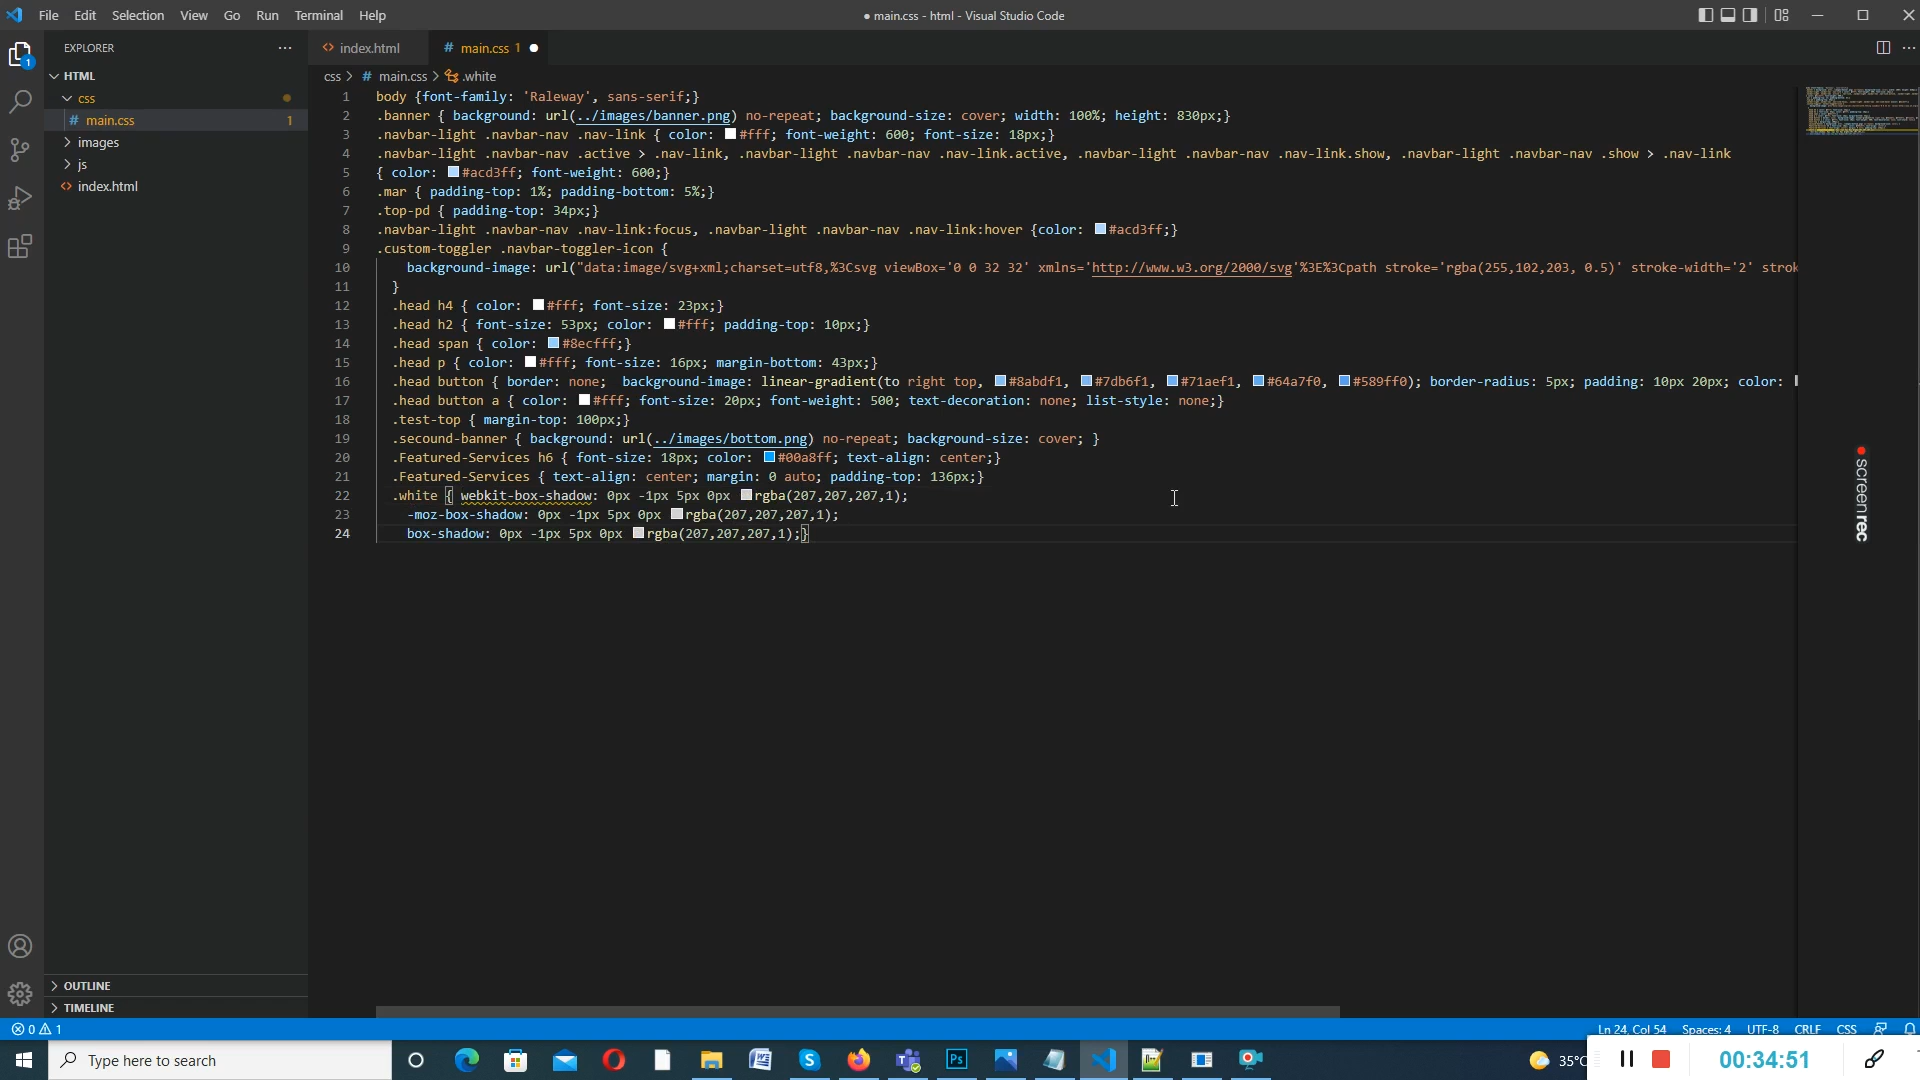 File Edit Selection View Go Run Terminal Help
● main.css - html - Visual Studio Code
EXPLORER
index.html
# main.css 1
HTML
css > # main.css > .white
css
# main.css 1
images
js
index.html
1 body {font-family: 'Raleway', sans-serif;}
2 .banner { background: url(../images/banner.png) no-repeat; background-size: cover; width: 100%; height: 830px;}
3 .navbar-light .navbar-nav .nav-link { color: #fff; font-weight: 600; font-size: 18px;}
4 .navbar-light .navbar-nav .active > .nav-link, .navbar-light .navbar-nav .nav-link.active, .navbar-light .navbar-nav .nav-link.show, .navbar-light .navbar-nav .show > .nav-link
5 { color: #acd3ff; font-weight: 600;}
6 .mar { padding-top: 1%; padding-bottom: 5%;}
7 .top-pd { padding-top: 34px;}
8 .navbar-light .navbar-nav .nav-link:focus, .navbar-light .navbar-nav .nav-link:hover {color: #acd3ff;}
9 .custom-toggler .navbar-toggler-icon {
10 background-image: url("data:image/svg+xml;charset=utf8,%3Csvg viewBox='0 0 32 32' xmlns='http://www.w3.org/2000/svg'%3E%3Cpath stroke='rgba(255,102,203, 0.5)' stroke-width='2' strok
11 }
12 .head h4 { color: #fff; font-size: 23px;}
13 .head h2 { font-size: 53px; color: #fff; padding-top: 10px;}
14 .head span { color: #8ecfff;}
15 .head p { color: #fff; font-size: 16px; margin-bottom: 43px;}
16 .head button { border: none; background-image: linear-gradient(to right top, #8abdf1, #7db6f1, #71aef1, #64a7f0, #589ff0); border-radius: 5px; padding: 10px 20px; color:
17 .head button a { color: #fff; font-size: 20px; font-weight: 500; text-decoration: none; list-style: none;}
18 .test-top { margin-top: 100px;}
19 .secound-banner { background: url(../images/bottom.png) no-repeat; background-size: cover; }
20 .Featured-Services h6 { font-size: 18px; color: #00a8ff; text-align: center;}
21 .Featured-Services { text-align: center; margin: 0 auto; padding-top: 136px;}
22 .white { webkit-box-shadow: 0px -1px 5px 0px rgba(207,207,207,1);
23 -moz-box-shadow: 0px -1px 5px 0px rgba(207,207,207,1);
24 box-shadow: 0px -1px 5px 0px rgba(207,207,207,1);}
screenrec
OUTLINE
TIMELINE
0 1
Ln 24, Col 54 Spaces: 4 UTF-8 CRLF CSS
Type here to search
35°C
00:34:51